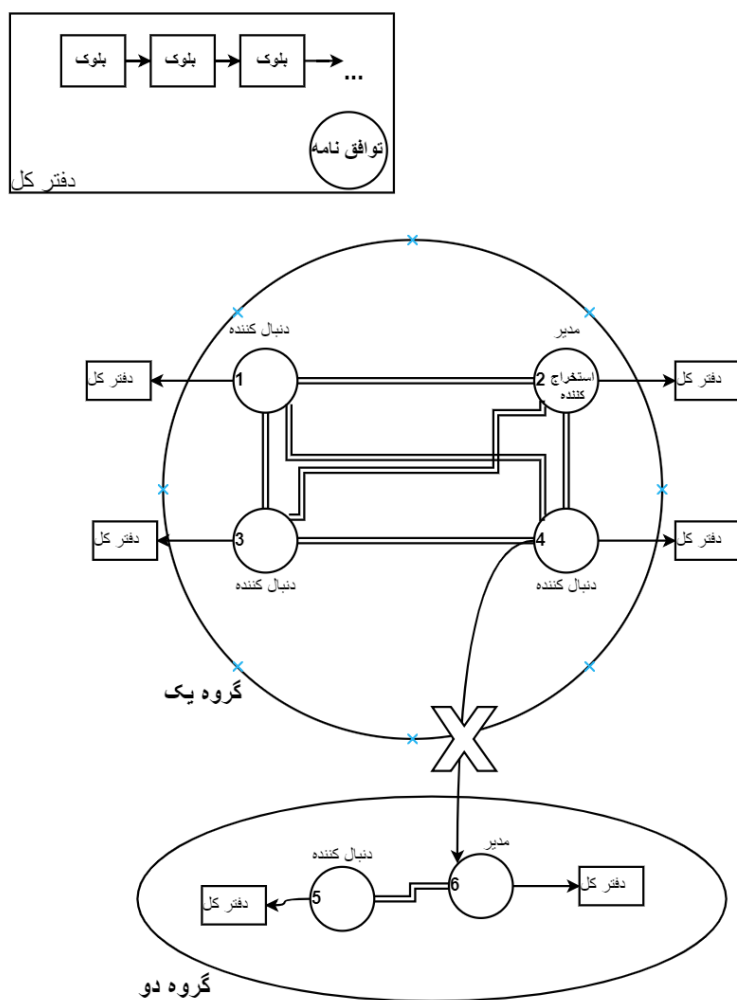 بلوک
بلوک
بلوک
...
توافق نامه
دفتر کل
دنبال کننده
مدیر
دفتر کل
1
2
استخراج
کننده
دفتر کل
دفتر کل
3
4
دفتر کل
دنبال کننده
دنبال کننده
گروه یک
X
دنبال کننده
مدیر
دفتر کل
5
6
دفتر کل
گروه دو